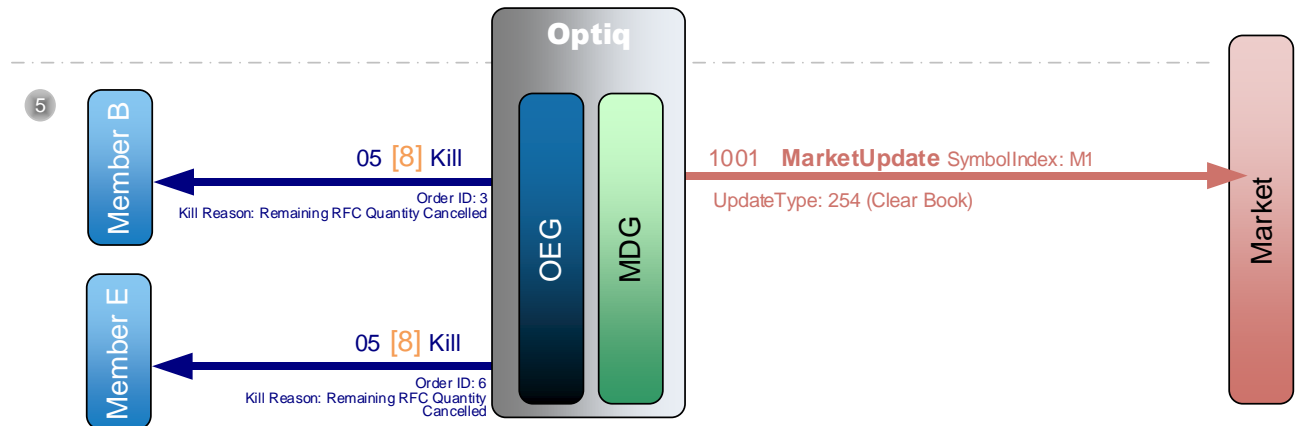 Optiq
5
Member B
05 [8] Kill
Order ID: 3
Kill Reason: Remaining RFC Quantity Cancelled
OEG
MDG
1001 MarketUpdate SymbolIndex: M1
UpdateType: 254 (Clear Book)
Market
Member E
05 [8] Kill
Order ID: 6
Kill Reason: Remaining RFC Quantity
Cancelled